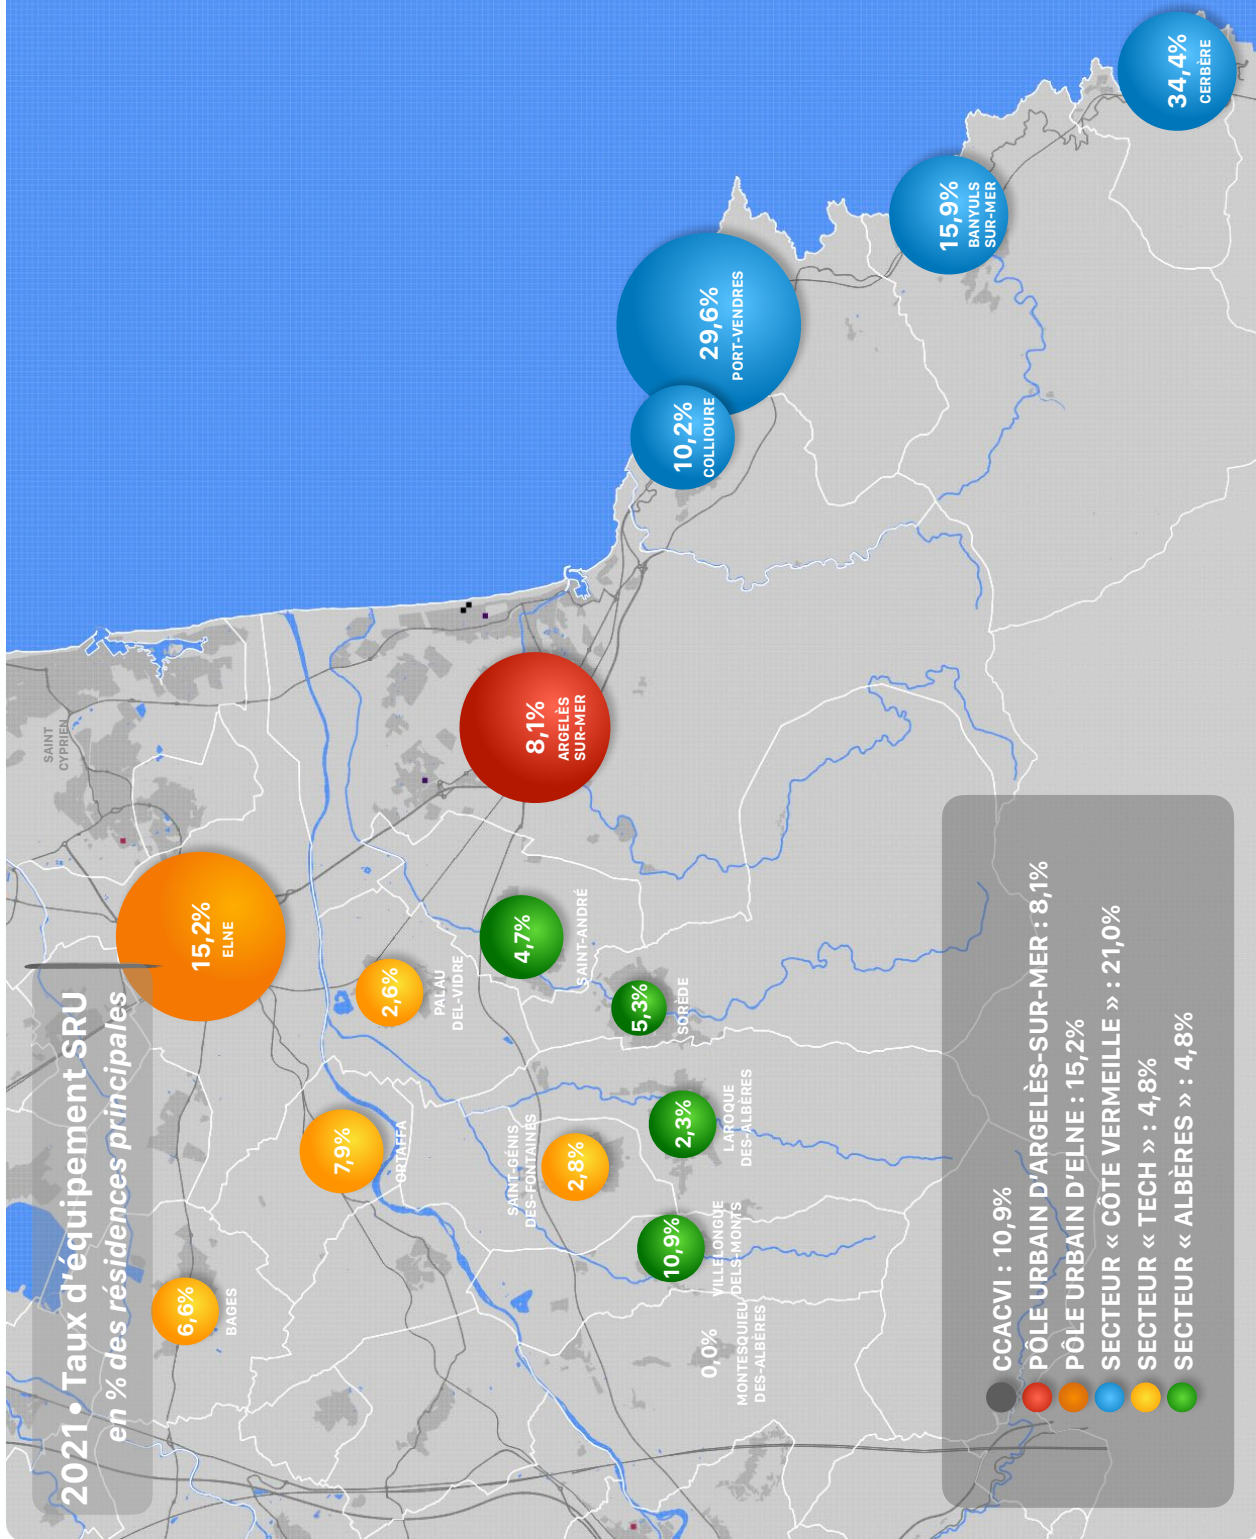 2021 • Taux d'équipement SRU
en % des résidences principales
SAINT
CYPRIEN
15,2%
ELNE
6,6%
BAGES
7,9%
ORTAFFA
2,6%
PALAU
DEL-VIDRE
8,1%
ARGELÈS
SUR-MER
4,7%
SAINT-ANDRÉ
5,3%
SORÈDE
SAINT-GÉNIS
DES-FONTAINES
2,8%
2,3%
LAROQUE
DES-ALBÈRES
10,9%
VILLELONGUE
DELS-MONTS
0,0%
MONTESQUIEU
DES-ALBÈRES
10,2%
COLLIOURE
29,6%
PORT-VENDRES
15,9%
BANYULS
SUR-MER
34,4%
CERBÈRE
CCACVI : 10,9%
PÔLE URBAIN D'ARGELÈS-SUR-MER : 8,1%
PÔLE URBAIN D'ELNE : 15,2%
SECTEUR « CÔTE VERMEILLE » : 21,0%
SECTEUR « TECH » : 4,8%
SECTEUR « ALBÈRES » : 4,8%